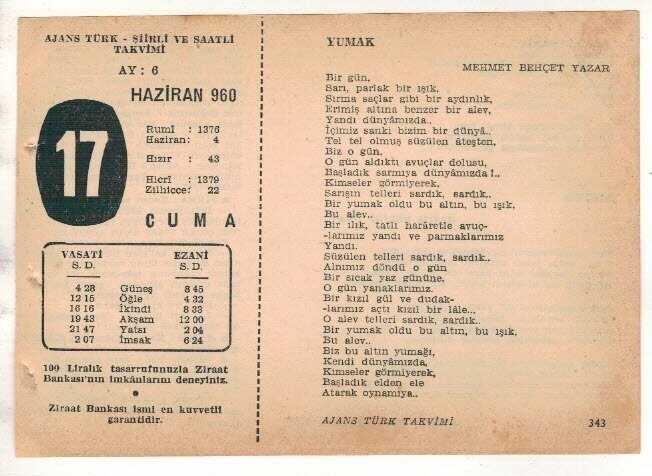 AJANS TÜRK - ŞİİRLİ VE SAATLİ
TAKVİMİ
AY : 6
HAZİRAN 960
17
Rumî : 1376
Haziran: 4
Hızır : 43
Hicrî : 1379
Zilhicce: 22
CUMA
VASATİ EZANİ
S. D. S. D.
4 28 Güneş 8 45
12 15 Öğle 4 32
16 16 İkindi 8 33
19 43 Akşam 12 00
21 47 Yatsı 2 04
2 07 İmsak 6 24
100 Liralık tasarrufunuzla Ziraat
Bankası'nın imkânlarını deneyiniz.
Ziraat Bankası ismi en kuvvetli
garantidir.
YUMAK
MEHMET BEHÇET YAZAR
Bir gün,
Sarı, parlak bir ışık,
Sırma saçlar gibi bir aydınlık,
Erimiş altına benzer bir alev,
Yandı dünyâmızda..
İçimiz sanki bizim bir dünyâ..
Tel tel olmuş süzülen âteşten,
Biz o gün,
O gün aldıktı avuçlar dolusu,
Başladık sarmıya dünyâmızda!..
Kimseler görmiyerek,
Sarışın telleri sardık, sardık..
Bir yumak oldu bu altın, bu ışık,
Bu alev..
Bir ılık, tatlı harâretle avuç-
-larımız yandı ve parmaklarımız
Yandı.
Süzülen telleri sardık, sardık..
Alnımız döndü o gün
Bir sıcak yaz gününe.
O gün yanaklarımız.
Bir kızıl gül ve dudak-
-larımız açtı kızıl bir lâle...
O alev telleri sardık, sardık..
Bir yumak oldu bu altın, bu ışık,
Bu alev..
Biz bu altın yumağı,
Kendi dünyâmızda,
Kimseler görmiyerek,
Başladık elden ele
Atarak oynamıya..
AJANS TÜRK TAKVİMİ 343